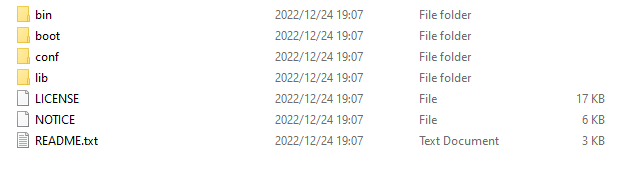 bin 2022/12/24 19:07 File folder
boot 2022/12/24 19:07 File folder
conf 2022/12/24 19:07 File folder
lib 2022/12/24 19:07 File folder
LICENSE 2022/12/24 19:07 File 17 KB
NOTICE 2022/12/24 19:07 File 6 KB
README.txt 2022/12/24 19:07 Text Document 3 KB